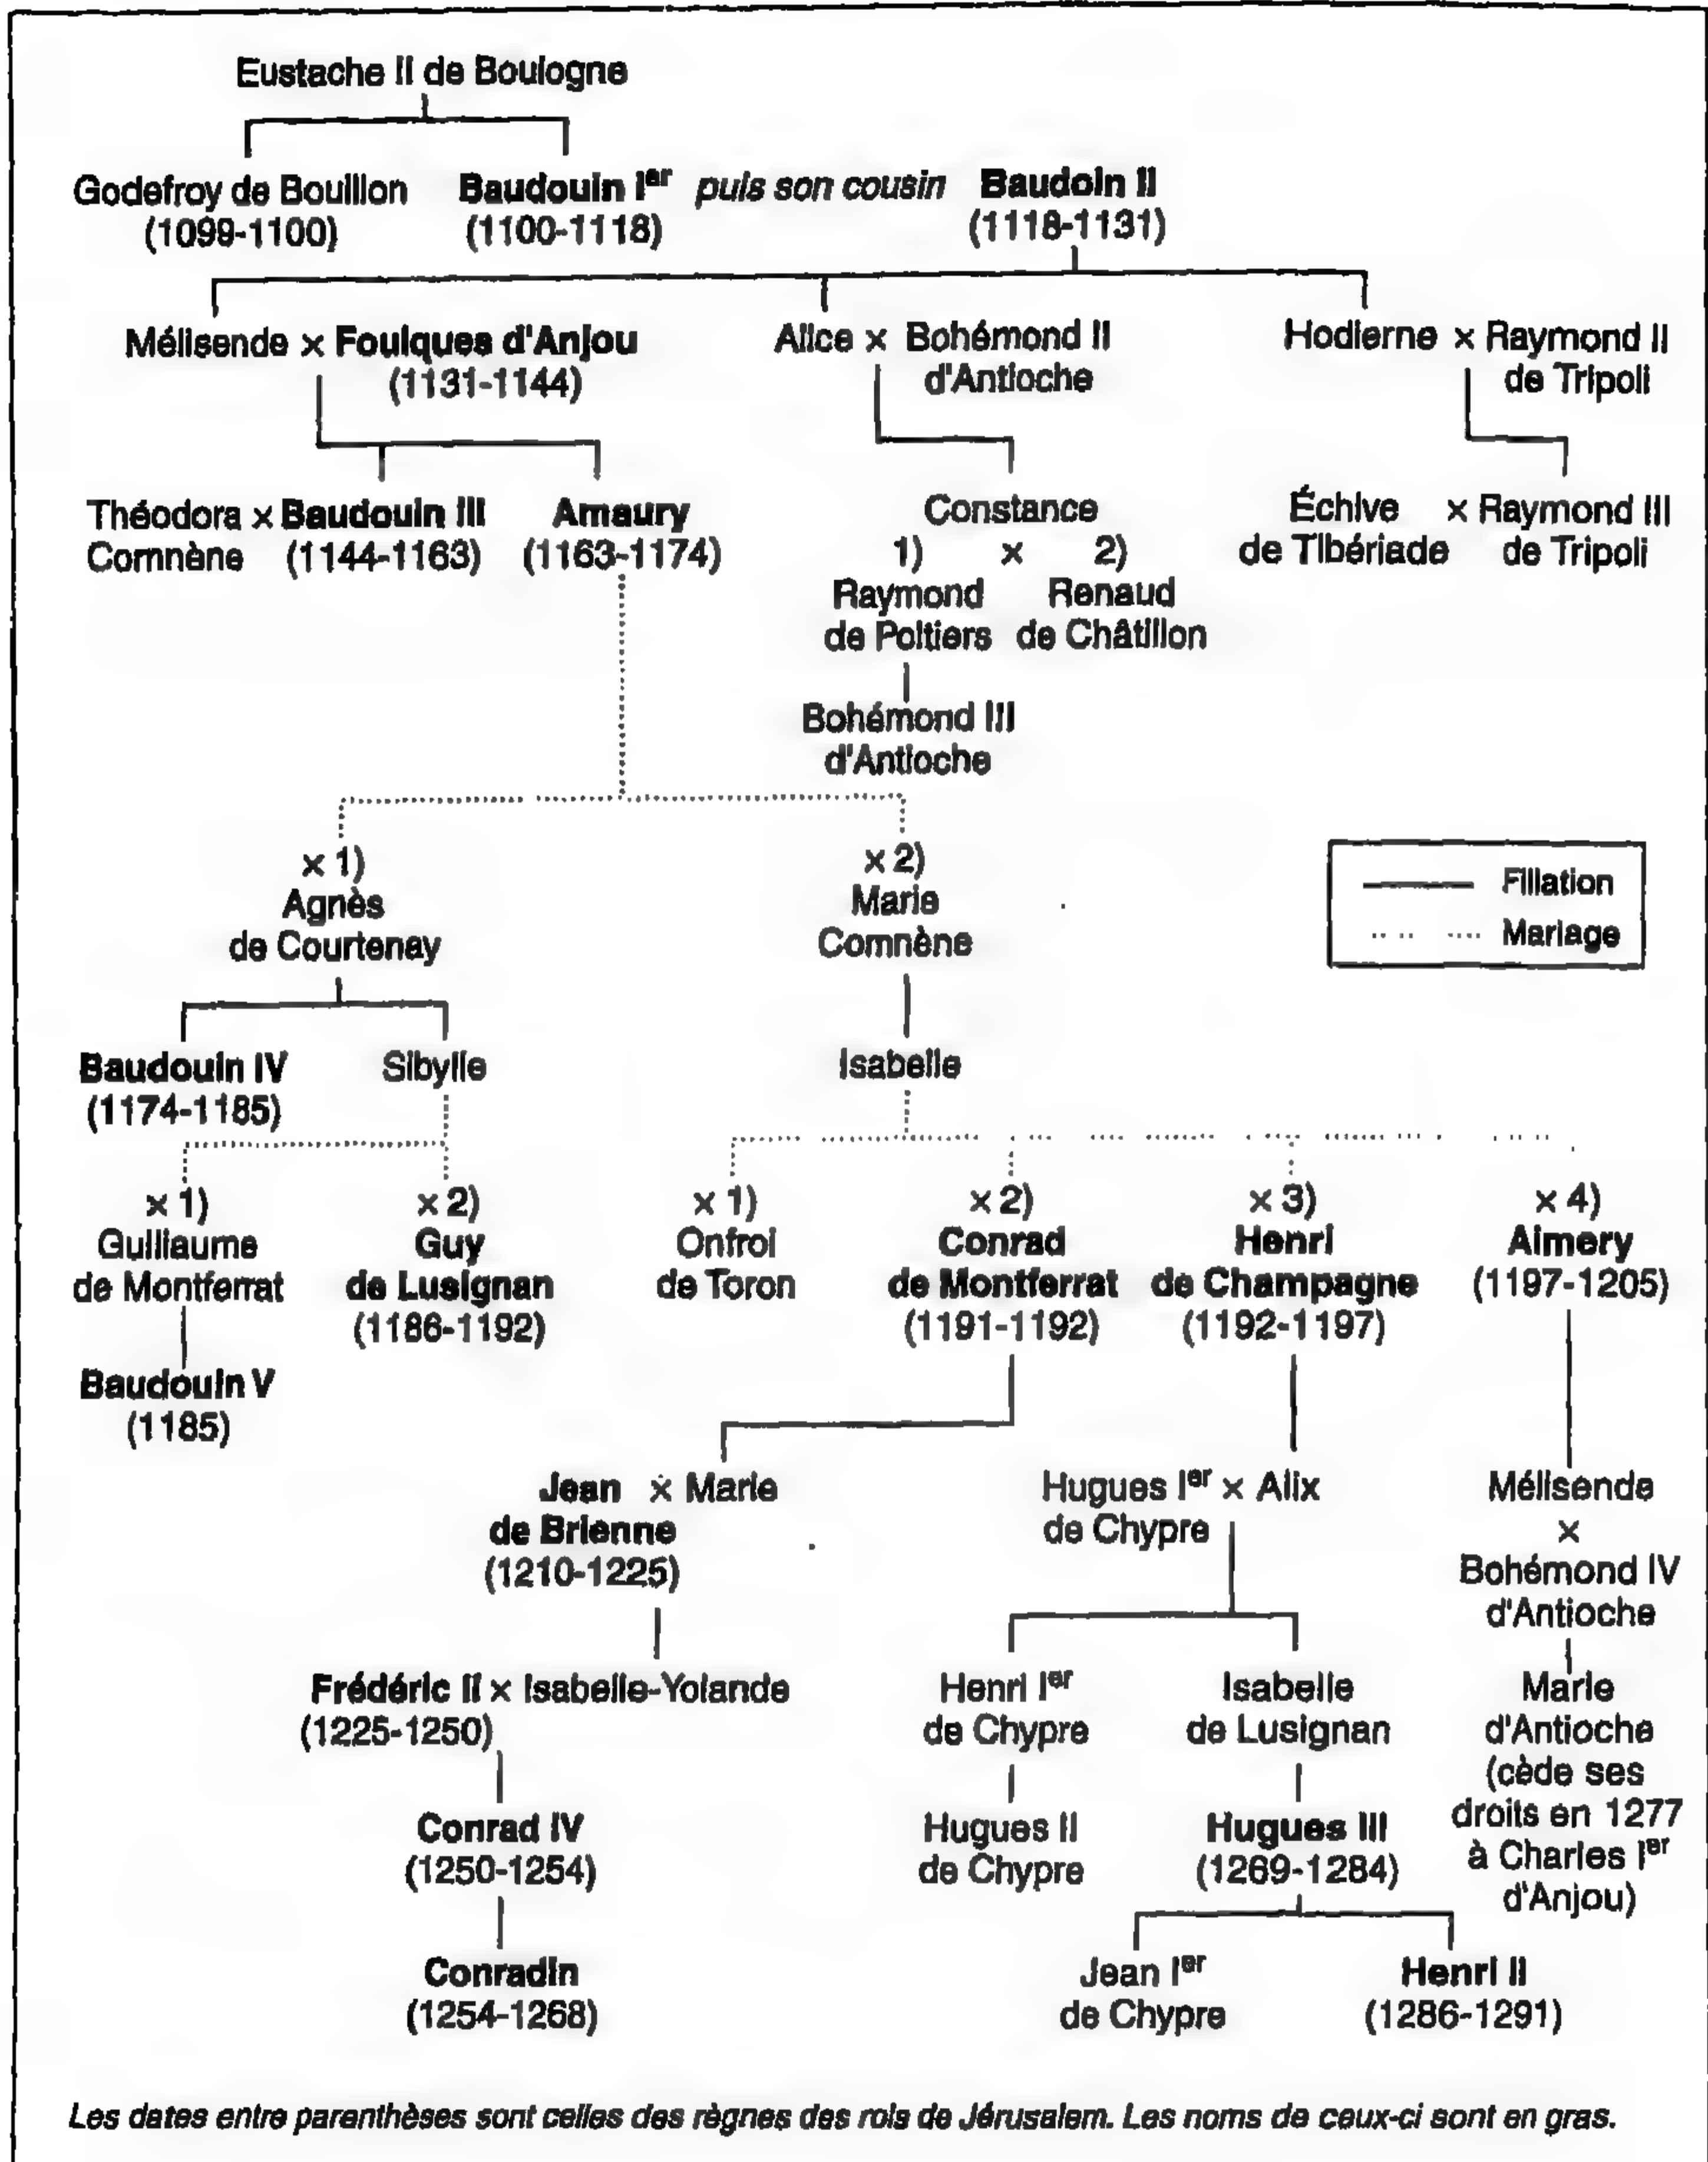 Eustache II de Boulogne
Godefroy de Bouillon
(1099-1100)
Baudouin Ier
(1100-1118)
puis son cousin
Baudoin II
(1118-1131)
Mélisende × Foulques d'Anjou
(1131-1144)
Alice × Bohémond II
d'Antioche
Hodierne × Raymond II
de Tripoli
Théodora × Baudouin III
Comnène (1144-1163)
Amaury
(1163-1174)
Constance
1) × 2)
Raymond
de Poitiers
Renaud
de Châtillon
Échive × Raymond III
de Tibériade de Tripoli
Bohémond III
d'Antioche
× 1)
Agnès
de Courtenay
× 2)
Marie
Comnène
Filiation
Mariage
Baudouin IV
(1174-1185)
Sibylle
Isabelle
× 1)
Guillaume
de Montferrat
× 2)
Guy
de Lusignan
(1186-1192)
× 1)
Onfroi
de Toron
× 2)
Conrad
de Montferrat
(1191-1192)
× 3)
Henri
de Champagne
(1192-1197)
× 4)
Aimery
(1197-1205)
Baudouin V
(1185)
Jean × Marie
de Brienne
(1210-1225)
Hugues Ier × Alix
de Chypre
Mélisende
×
Bohémond IV
d'Antioche
Frédéric II × Isabelle-Yolande
(1225-1250)
Henri Ier
de Chypre
Isabelle
de Lusignan
Marie
d'Antioche
(cède ses
droits en 1277
à Charles Ier
d'Anjou)
Conrad IV
(1250-1254)
Hugues II
de Chypre
Hugues III
(1269-1284)
Conradin
(1254-1268)
Jean Ier
de Chypre
Henri II
(1286-1291)
Les dates entre parenthèses sont celles des règnes des rois de Jérusalem. Les noms de ceux-ci sont en gras.